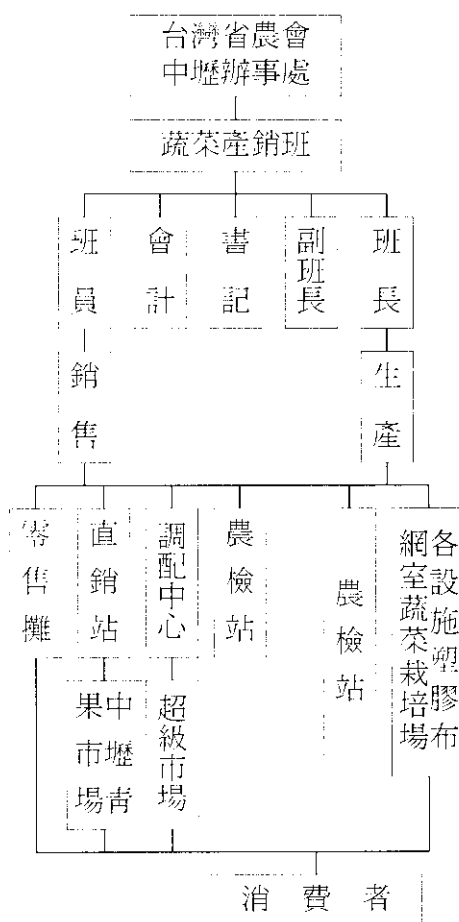 台灣省農會
中壢辦事處
蔬菜產銷班
班員
會計
書記
副班長
班長
銷售
生產
零售攤
直銷站
調配中心
農檢站
農檢站
各設施塑膠布
網室蔬菜栽培場
中壢青
果市場
超級市場
消費者